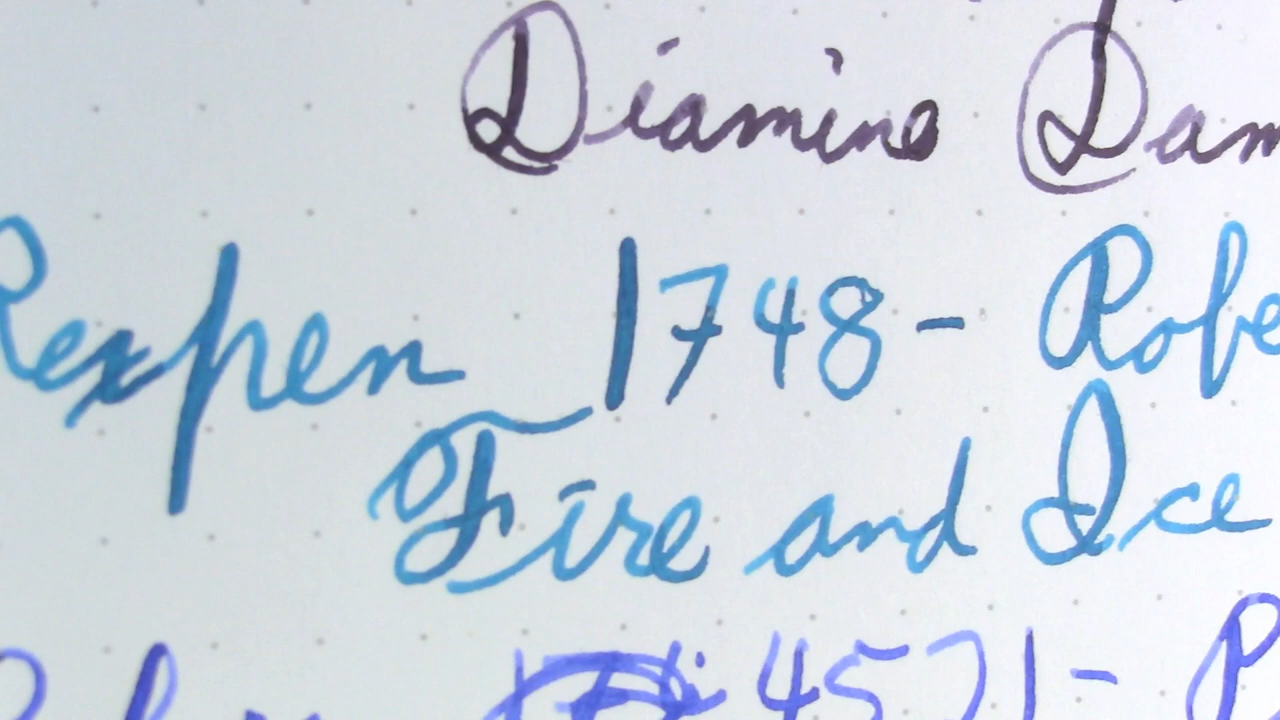 Diamine Dam
Rexpen 1748 - Robe
Fire and Ice
4571 - P